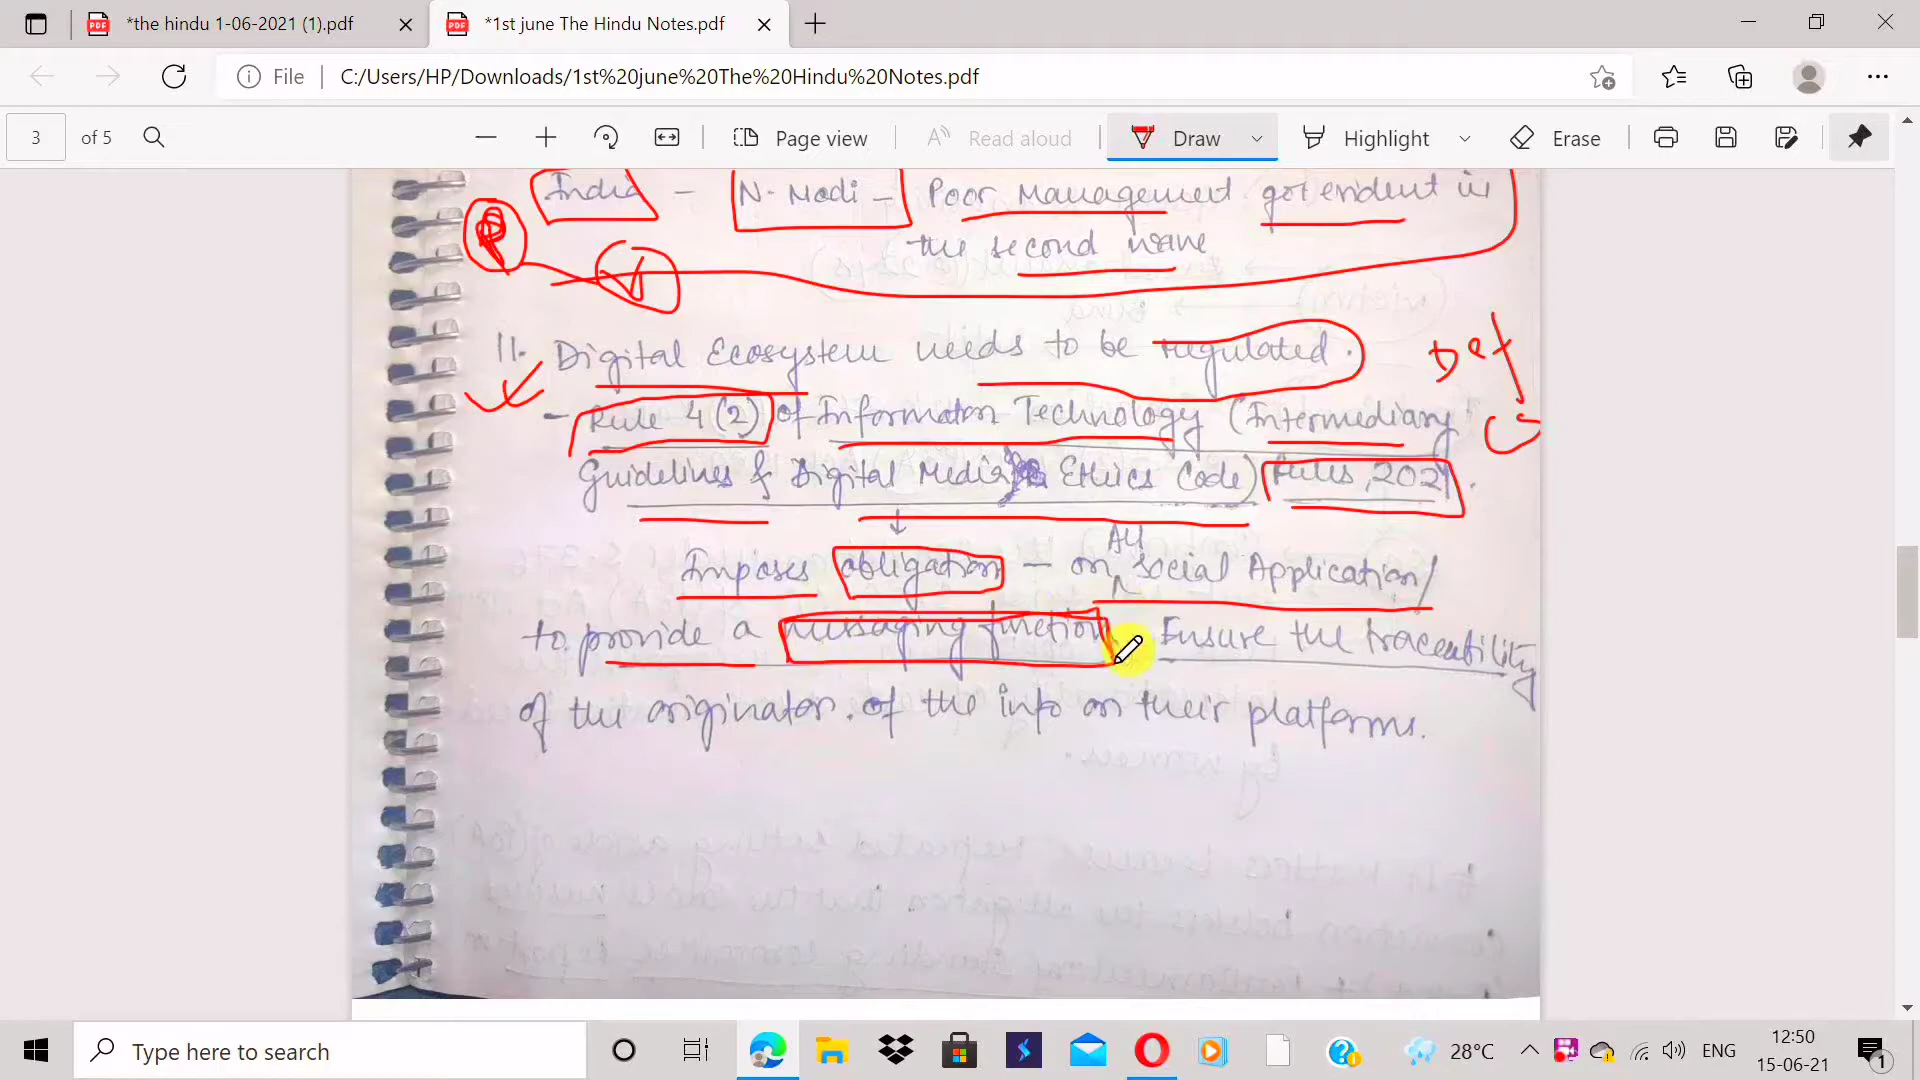 *the hindu 1-06-2021 (1).pdf
*1st june The Hindu Notes.pdf
File
C:/Users/HP/Downloads/1st%20june%20The%20Hindu%20Notes.pdf
3 of 5
Page view
Read aloud
Draw
Highlight
Erase
India - N. Modi - Poor Management got evident in
the second wave
11. Digital Ecosystem needs to be regulated.
- Rule 4(2) of Information Technology (Intermediary
Guidelines & Digital Media Ethics Code) Rules, 2021.
↓
All
Imposes obligation - on social Application/
to provide a messaging function. Ensure the traceability
of the originator. of the info on their platforms.
Type here to search
28°C
ENG
12:50
15-06-21
1